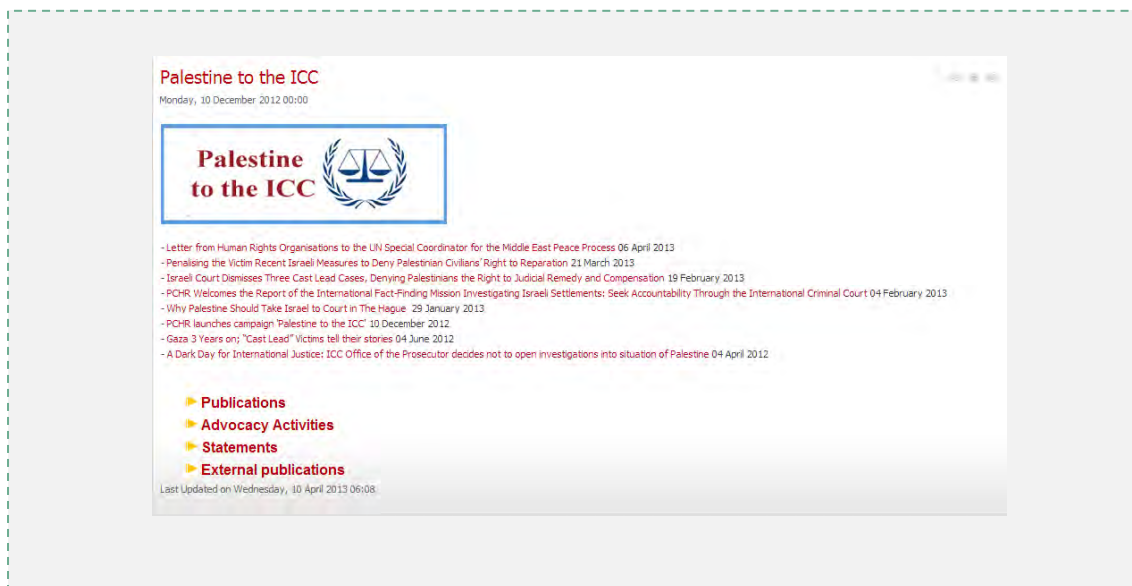 Palestine to the ICC
Monday, 10 December 2012 00:00
Palestine
to the ICC
- Letter from Human Rights Organisations to the UN Special Coordinator for the Middle East Peace Process 06 April 2013
- Penalising the Victim Recent Israeli Measures to Deny Palestinian Civilians' Right to Reparation 21 March 2013
- Israeli Court Dismisses Three Cast Lead Cases, Denying Palestinians the Right to Judicial Remedy and Compensation 19 February 2013
- PCHR Welcomes the Report of the International Fact-Finding Mission Investigating Israeli Settlements: Seek Accountability Through the International Criminal Court 04 February 2013
- Why Palestine Should Take Israel to Court in The Hague 29 January 2013
- PCHR launches campaign 'Palestine to the ICC' 10 December 2012
- Gaza 3 Years on; "Cast Lead" Victims tell their stories 04 June 2012
- A Dark Day for International Justice: ICC Office of the Prosecutor decides not to open investigations into situation of Palestine 04 April 2012
Publications
Advocacy Activities
Statements
External publications
Last Updated on Wednesday, 10 April 2013 06:08